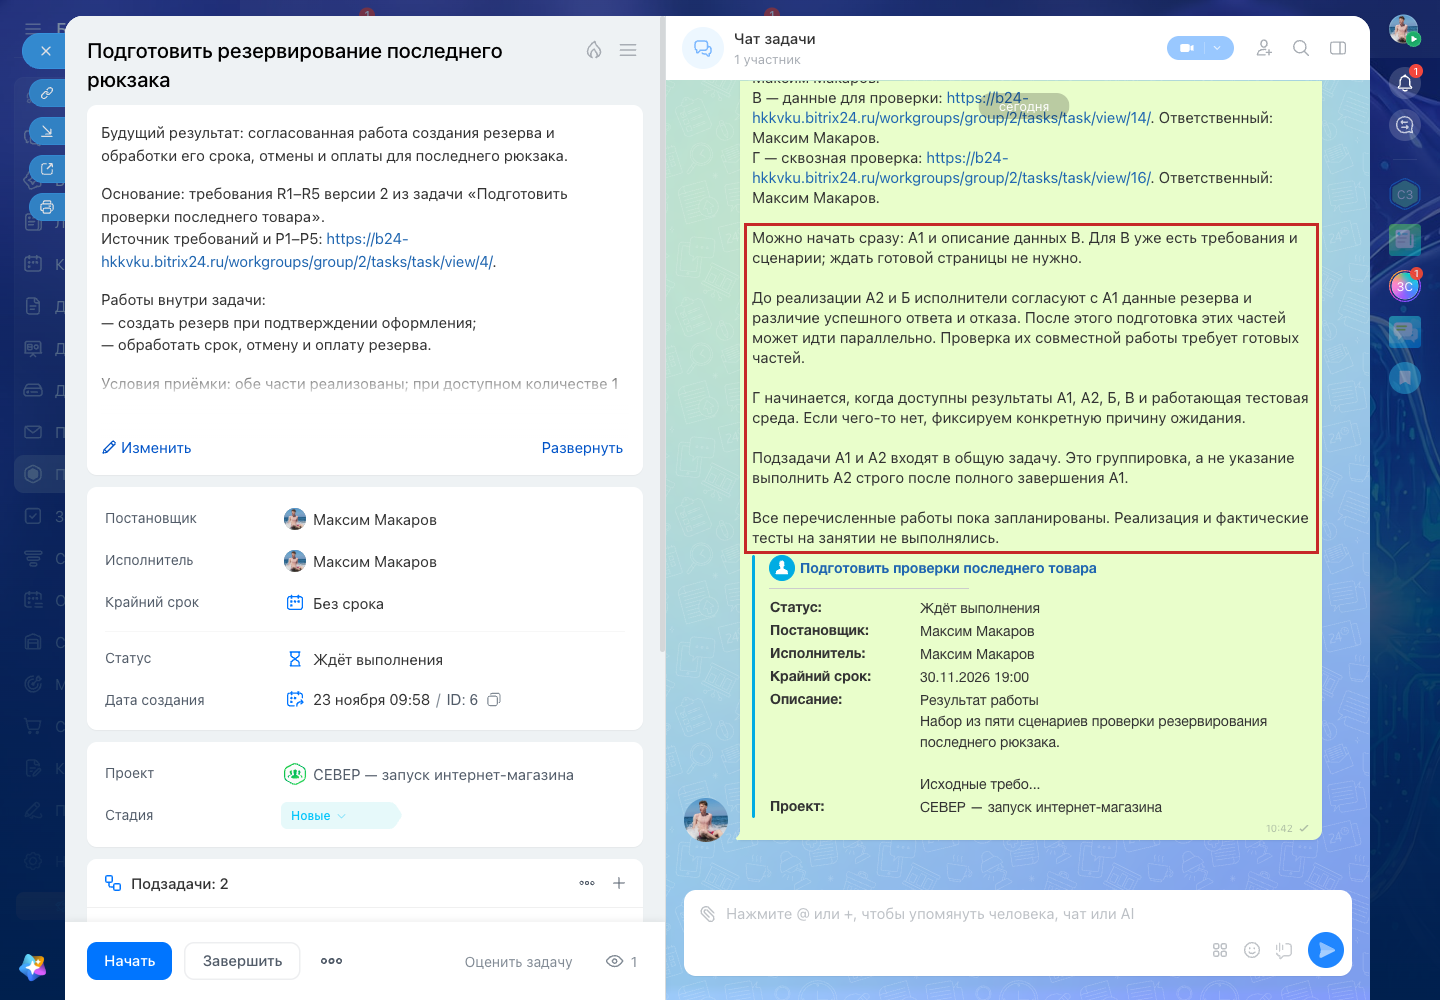 Подготовить резервирование последнего
рюкзака
Будущий результат: согласованная работа создания резерва и
обработки его срока, отмены и оплаты для последнего рюкзака.
Основание: требования R1–R5 версии 2 из задачи «Подготовить
проверки последнего товара».
Источник требований и P1–P5: https://b24-
hkkvku.bitrix24.ru/workgroups/group/2/tasks/task/view/4/.
Работы внутри задачи:
— создать резерв при подтверждении оформления;
— обработать срок, отмену и оплату резерва.
Условия приёмки: обе части реализованы; при доступном количестве 1
Изменить
Развернуть
Постановщик
Максим Макаров
Исполнитель
Максим Макаров
Крайний срок
Без срока
Статус
Ждёт выполнения
Дата создания
23 ноября 09:58 / ID: 6
Проект
СЕВЕР — запуск интернет-магазина
Стадия
Новые
Подзадачи: 2
Начать
Завершить
Оценить задачу
1
Чат задачи
1 участник
Максим Макаров.
В — данные для проверки: https://b24-
сегодня
hkkvku.bitrix24.ru/workgroups/group/2/tasks/task/view/14/. Ответственный:
Максим Макаров.
Г — сквозная проверка: https://b24-
hkkvku.bitrix24.ru/workgroups/group/2/tasks/task/view/16/. Ответственный:
Максим Макаров.
Можно начать сразу: А1 и описание данных В. Для В уже есть требования и
сценарии; ждать готовой страницы не нужно.
До реализации А2 и Б исполнители согласуют с А1 данные резерва и
различие успешного ответа и отказа. После этого подготовка этих частей
может идти параллельно. Проверка их совместной работы требует готовых
частей.
Г начинается, когда доступны результаты А1, А2, Б, В и работающая тестовая
среда. Если чего-то нет, фиксируем конкретную причину ожидания.
Подзадачи А1 и А2 входят в общую задачу. Это группировка, а не указание
выполнить А2 строго после полного завершения А1.
Все перечисленные работы пока запланированы. Реализация и фактические
тесты на занятии не выполнялись.
Подготовить проверки последнего товара
Статус: Ждёт выполнения
Постановщик: Максим Макаров
Исполнитель: Максим Макаров
Крайний срок: 30.11.2026 19:00
Описание: Результат работы
Набор из пяти сценариев проверки резервирования
последнего рюкзака.
Исходные требо...
Проект: СЕВЕР — запуск интернет-магазина
10:42
Нажмите @ или +, чтобы упомянуть человека, чат или AI
1
СЗ
ЗС
1